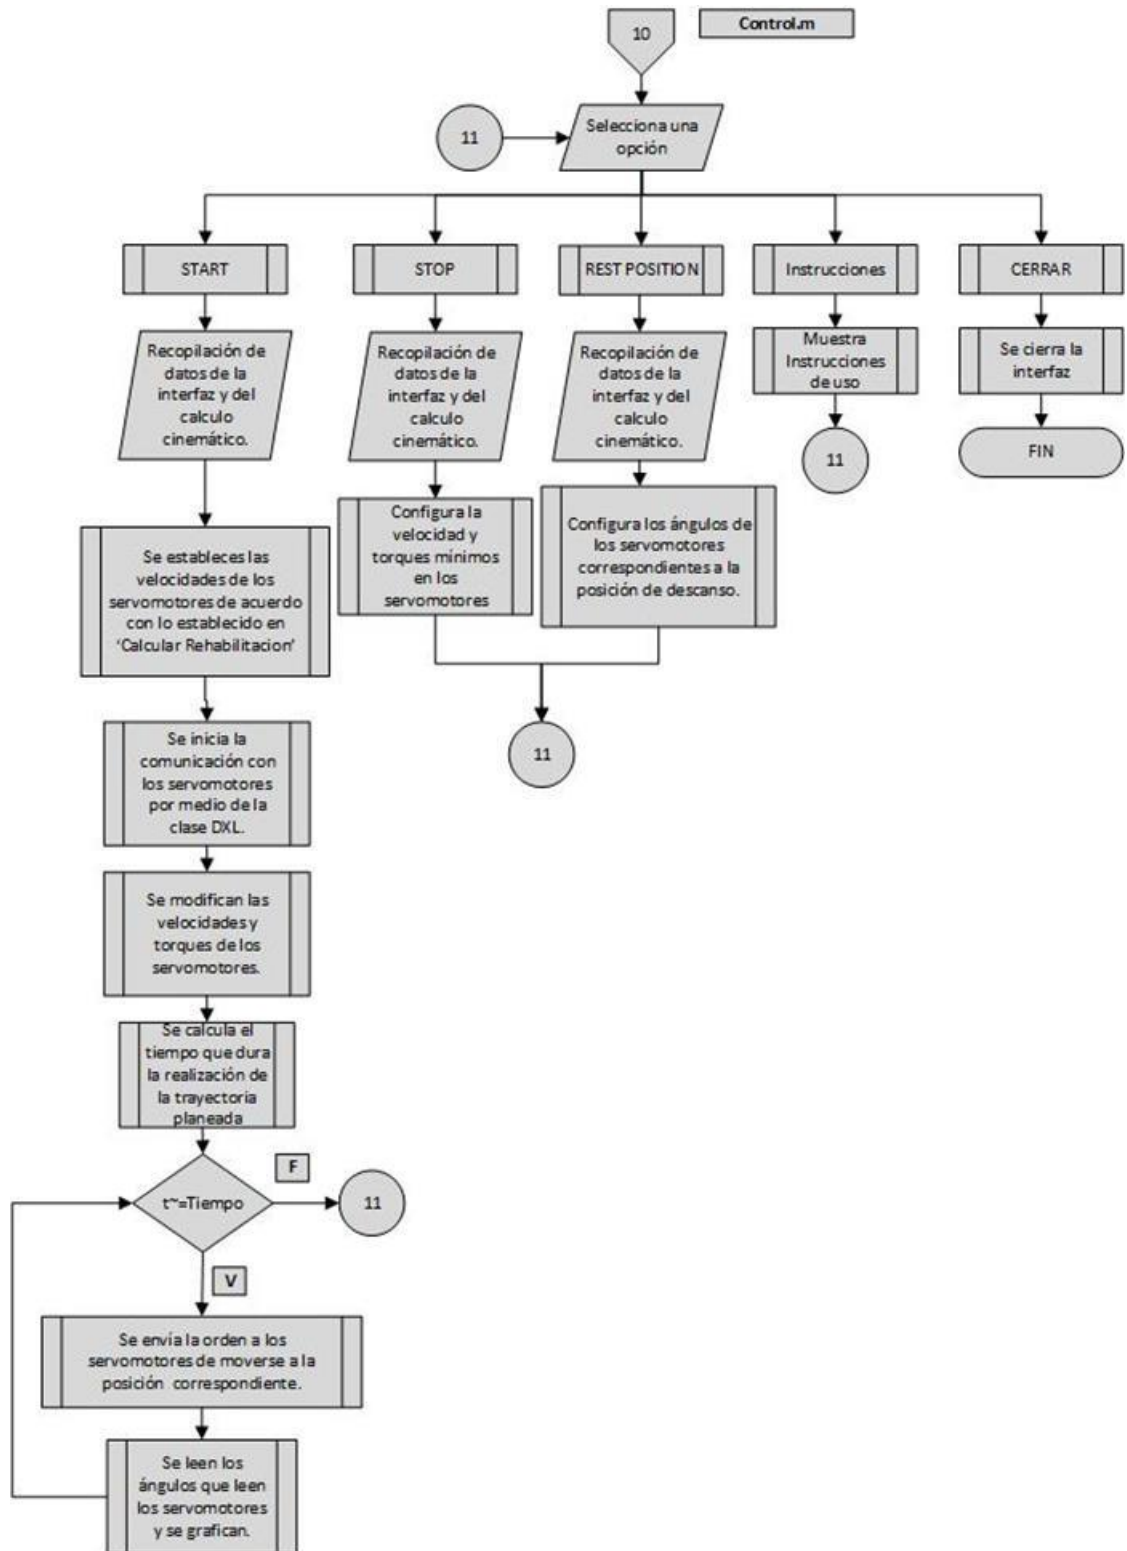 10
Control.m
11
Selecciona una
opción
START
STOP
REST POSITION
Instrucciones
CERRAR
Recopilación de
datos de la
interfaz y del
calculo
cinemático.
Recopilación de
datos de la
interfaz y del
calculo
cinemático.
Recopilación de
datos de la
interfaz y del
calculo
cinemático.
Muestra
Instrucciones
de uso
Se cierra la
interfaz
11
FIN
Se estableces las
velocidades de los
servomotores de acuerdo
con lo establecido en
‘Calcular Rehabilitacion’
Configura la
velocidad y
torques mínimos
en los
servomotores
Configura los ángulos de
los servomotores
correspondientes a la
posición de descanso.
11
Se inicia la
comunicación con
los servomotores
por medio de la
clase DXL.
Se modifican las
velocidades y
torques de los
servomotores.
Se calcula el
tiempo que dura
la realización de
la trayectoria
planeada
t~=Tiempo
F
11
V
Se envía la orden a los
servomotores de moverse a la
posición correspondiente.
Se leen los
ángulos que leen
los servomotores
y se grafican.